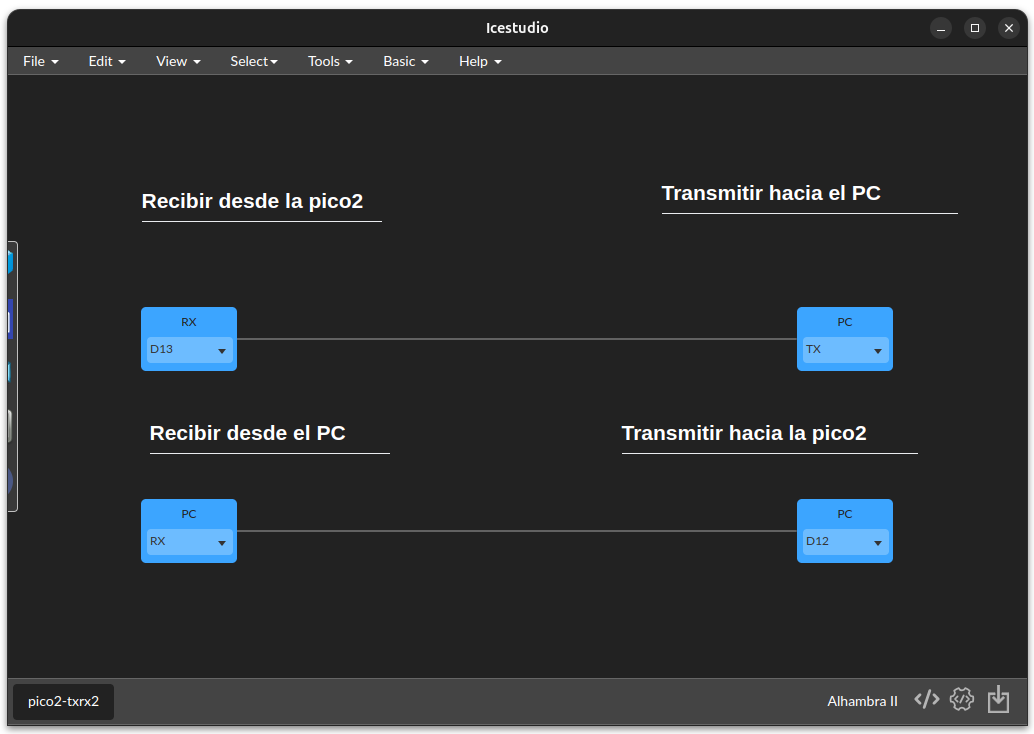 Icestudio
File Edit View Select Tools Basic Help
Recibir desde la pico2
Transmitir hacia el PC
RX
D13
PC
TX
Recibir desde el PC
Transmitir hacia la pico2
PC
RX
PC
D12
pico2-txrx2
Alhambra II